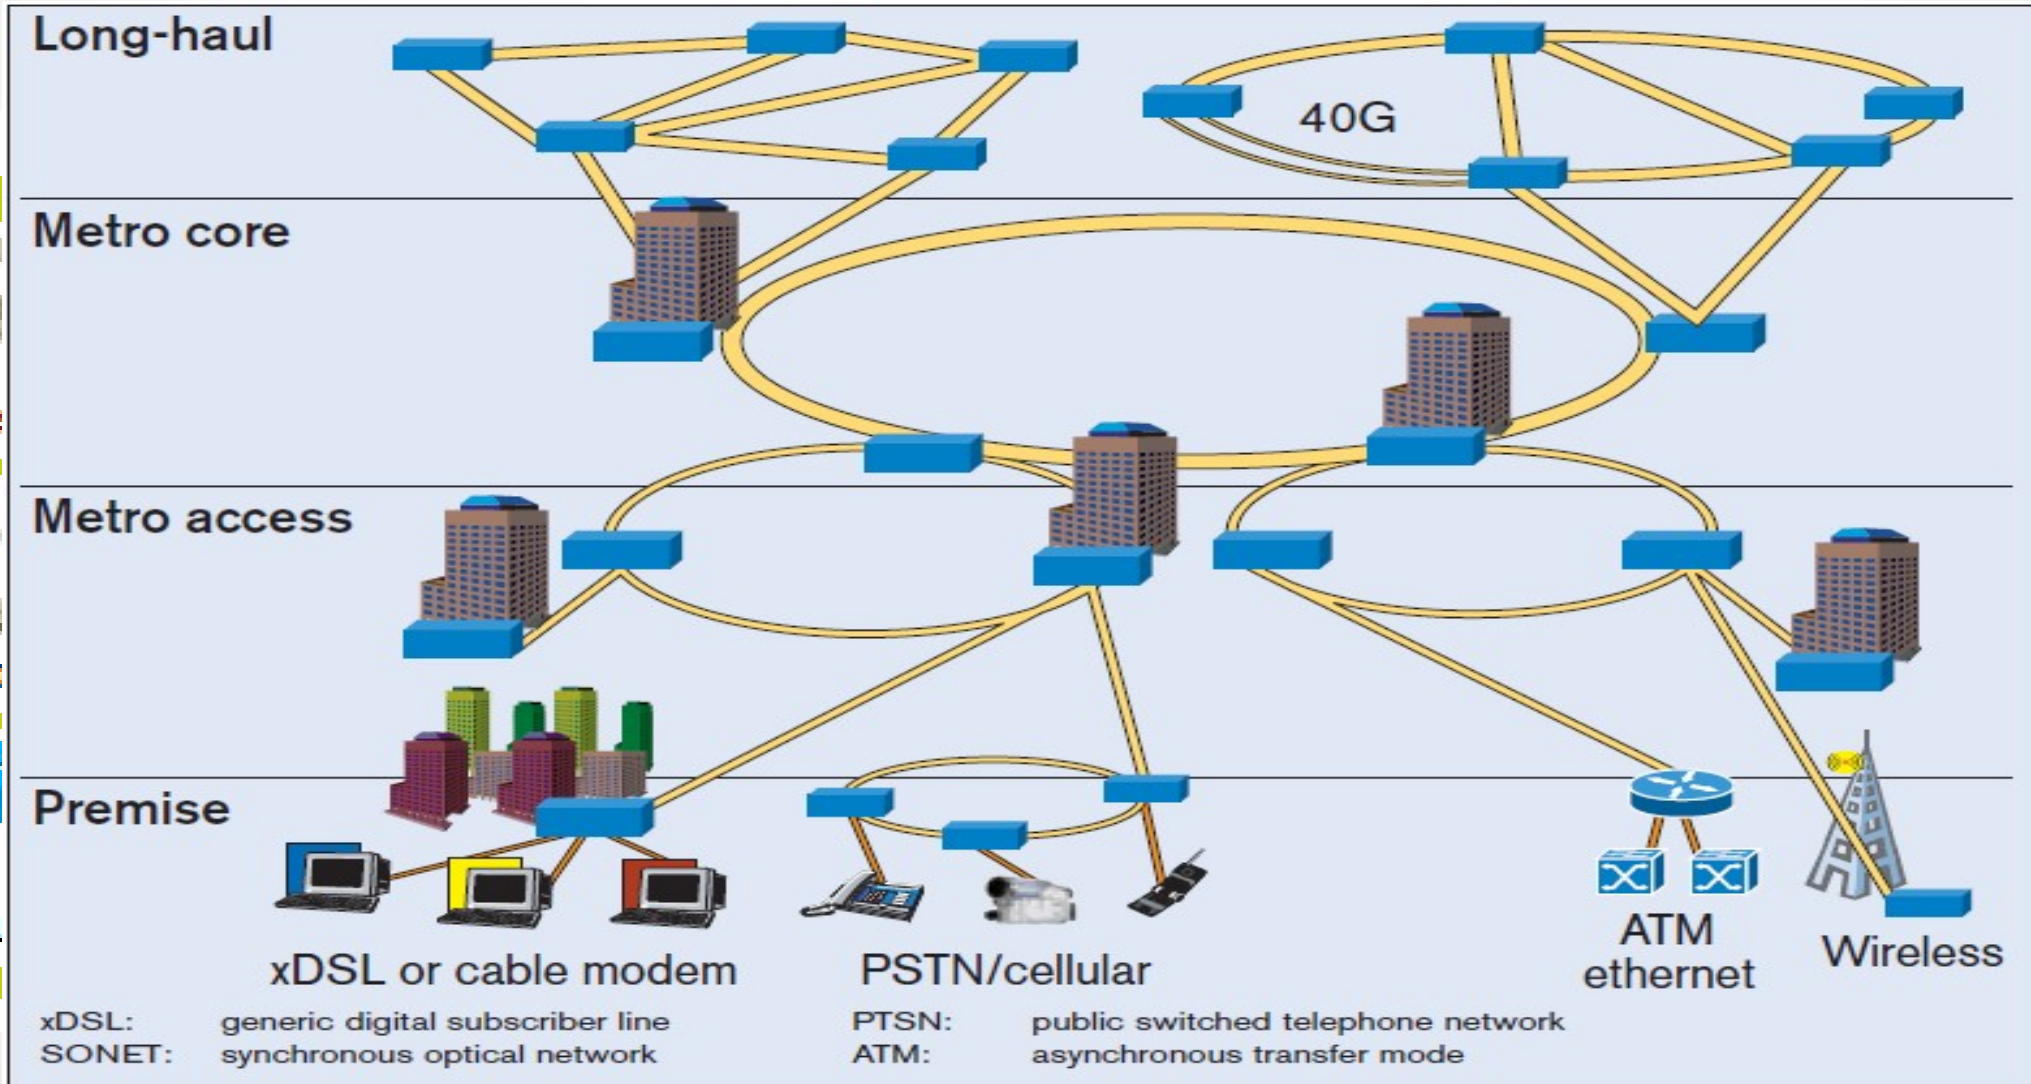 Long-haul
40G
Metro core
Metro access
Premise
xDSL or cable modem
PSTN/cellular
ATM
ethernet
Wireless
xDSL: generic digital subscriber line
SONET: synchronous optical network
PTSN: public switched telephone network
ATM: asynchronous transfer mode